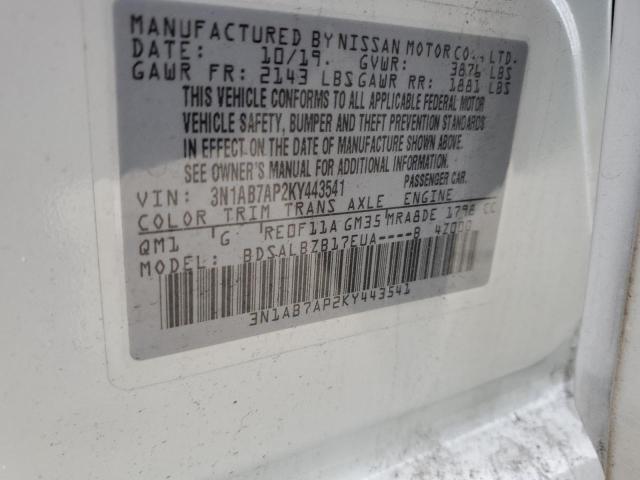 MANUFACTURED BY NISSAN MOTOR CO., LTD.
DATE: 10/19. GVWR: 3876 LBS
GAWR FR: 2143 LBS GAWR RR: 1881 LBS
THIS VEHICLE CONFORMS TO ALL APPLICABLE FEDERAL MOTOR
VEHICLE SAFETY, BUMPER AND THEFT PREVENTION STANDARDS
IN EFFECT ON THE DATE OF MANUFACTURE SHOWN ABOVE.
SEE OWNER'S MANUAL FOR ADDITIONAL INFORMATION
VIN: 3N1AB7AP2KY443541 PASSENGER CAR.
COLOR TRIM TRANS AXLE ENGINE
QM1 G RE0F11A GM35 MRA8DE 1798 CC
MODEL: BDSALBZB17EUA----B 4Z000
3N1AB7AP2KY443541